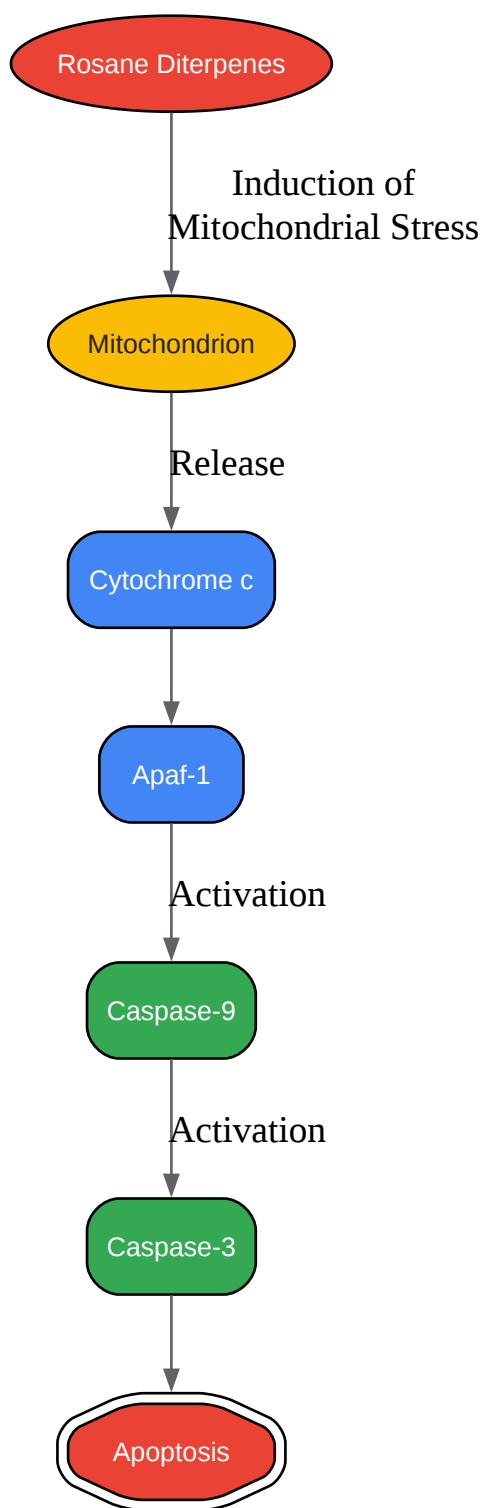 Rosane Diterpenes
Induction of
Mitochondrial Stress
Mitochondrion
Release
Cytochrome c
Apaf-1
Activation
Caspase-9
Activation
Caspase-3
Apoptosis